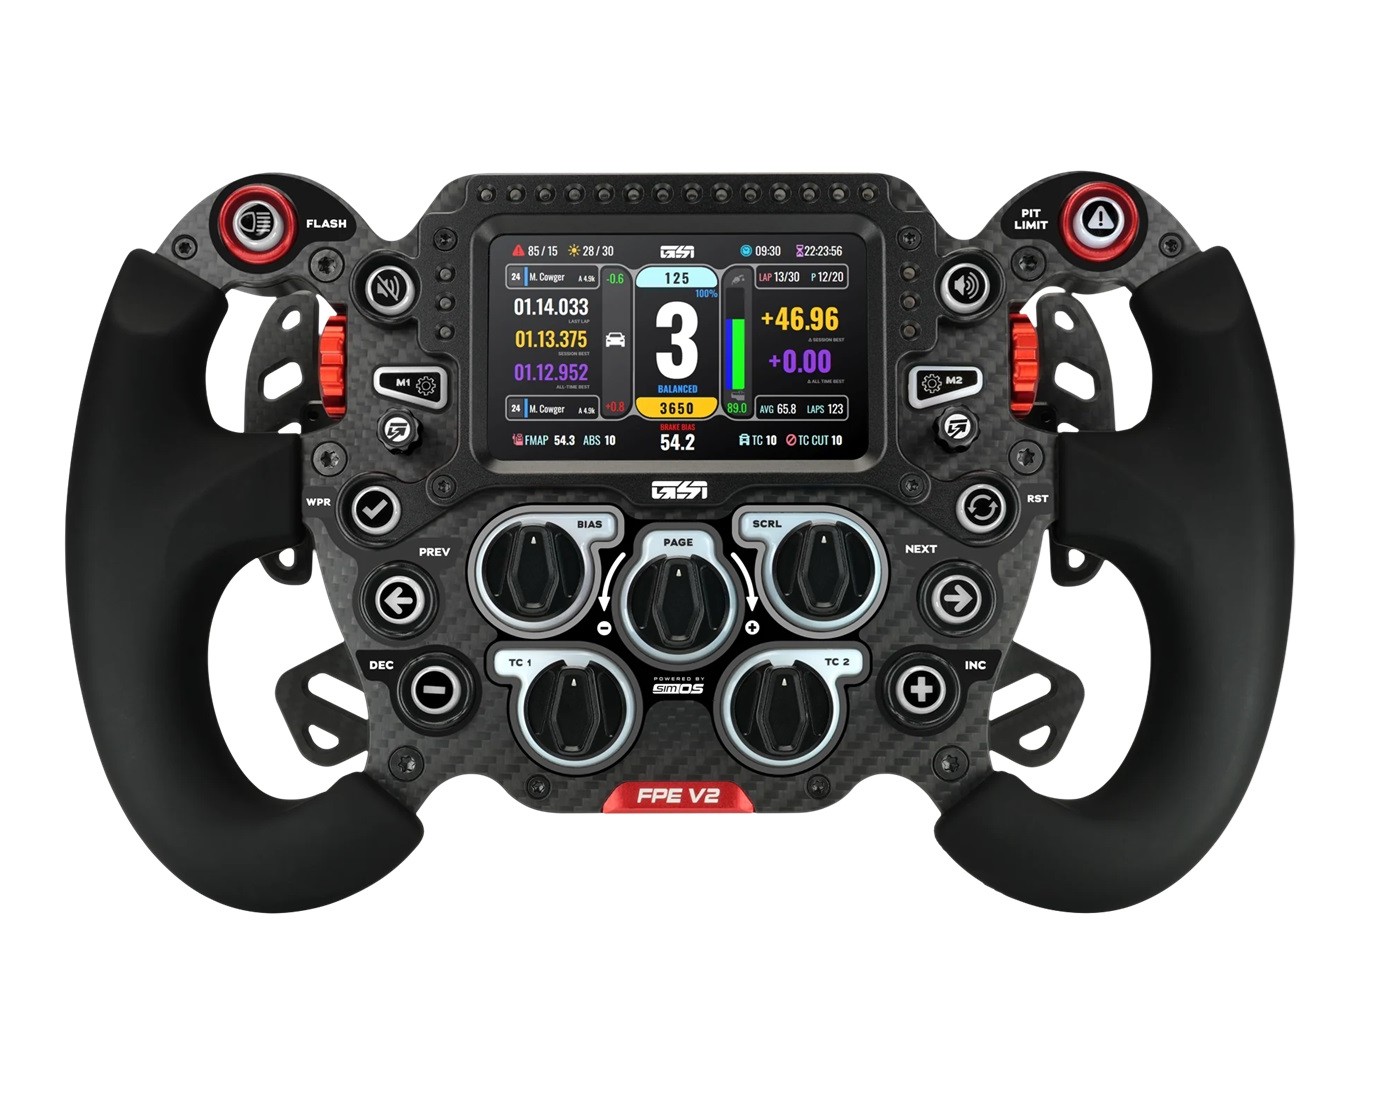 FLASH
PIT
LIMIT
85 / 15
28 / 30
GSI
09:30
22-23:56
24 M. Cowger A 4.9k
-0.6
125
LAP 13/30 P 12/20
100%
01.14.033
LAST LAP
01.13.375
SESSION BEST
01.12.952
ALL-TIME BEST
3
+46.96
Δ SESSION BEST
+0.00
Δ ALL TIME BEST
BALANCED
24 M. Cowger A 4.9k
+0.8
3650
89.0
AVG 65.8 LAPS 123
FMAP 54.3 ABS 10
BRAKE BIAS
54.2
TC 10
TC CUT 10
M1
M2
GSI
WPR
RST
BIAS
PAGE
SCRL
PREV
NEXT
DEC
TC 1
TC 2
INC
POWERED BY
SIMOS
FPE V2